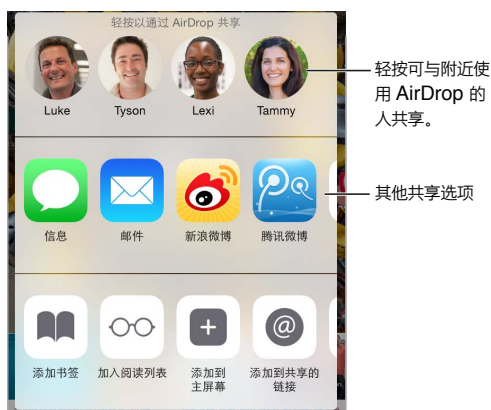 轻按以通过 AirDrop 共享
Luke Tyson Lexi Tammy
轻按可与附近使
用 AirDrop 的
人共享。
信息 邮件 新浪微博 腾讯微博
其他共享选项
添加书签 加入阅读列表 添加到 添加到共享的
主屏幕 链接